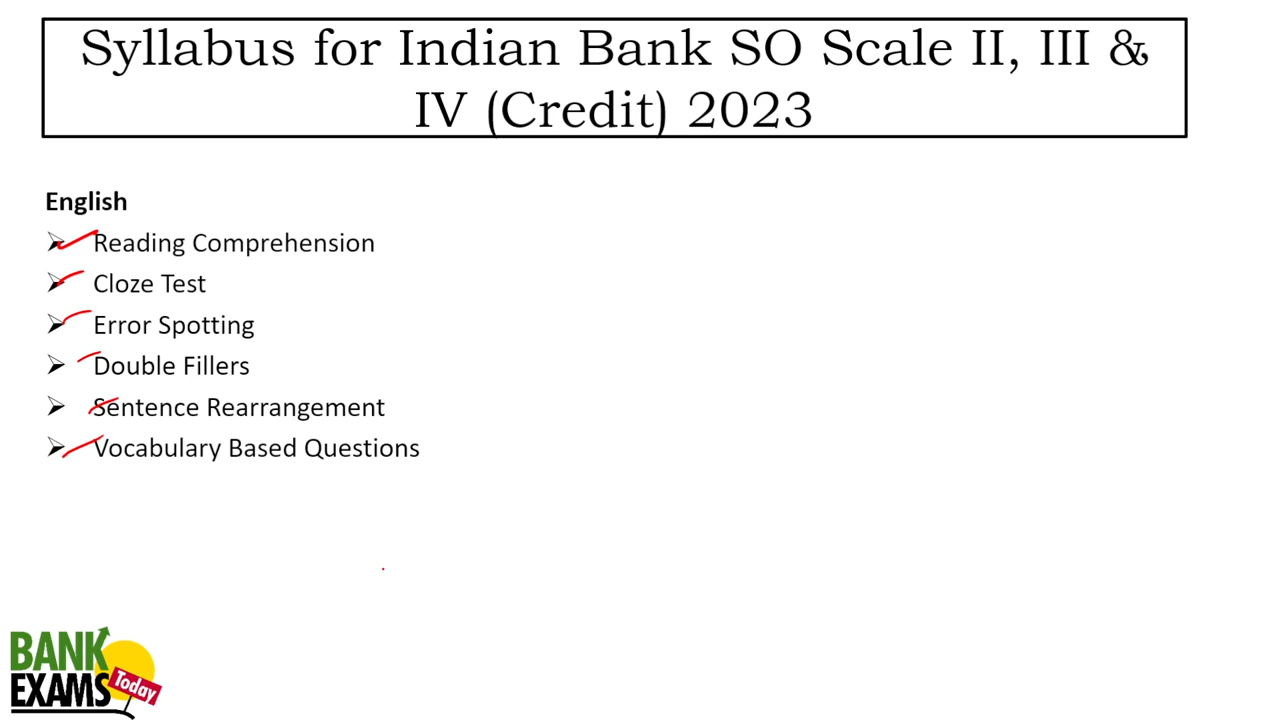 Syllabus for Indian Bank SO Scale II, III &
IV (Credit) 2023
English
Reading Comprehension
Cloze Test
Error Spotting
Double Fillers
Sentence Rearrangement
Vocabulary Based Questions
BANK
EXAMS Today